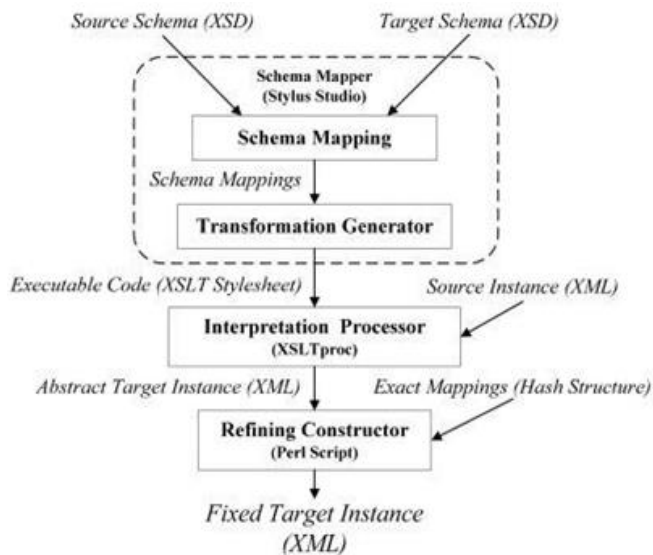 Source Schema (XSD)
Target Schema (XSD)
Schema Mapper
(Stylus Studio)
Schema Mapping
Schema Mappings
Transformation Generator
Executable Code (XSLT Stylesheet)
Source Instance (XML)
Interpretation Processor
(XSLTproc)
Abstract Target Instance (XML)
Exact Mappings (Hash Structure)
Refining Constructor
(Perl Script)
Fixed Target Instance
(XML)